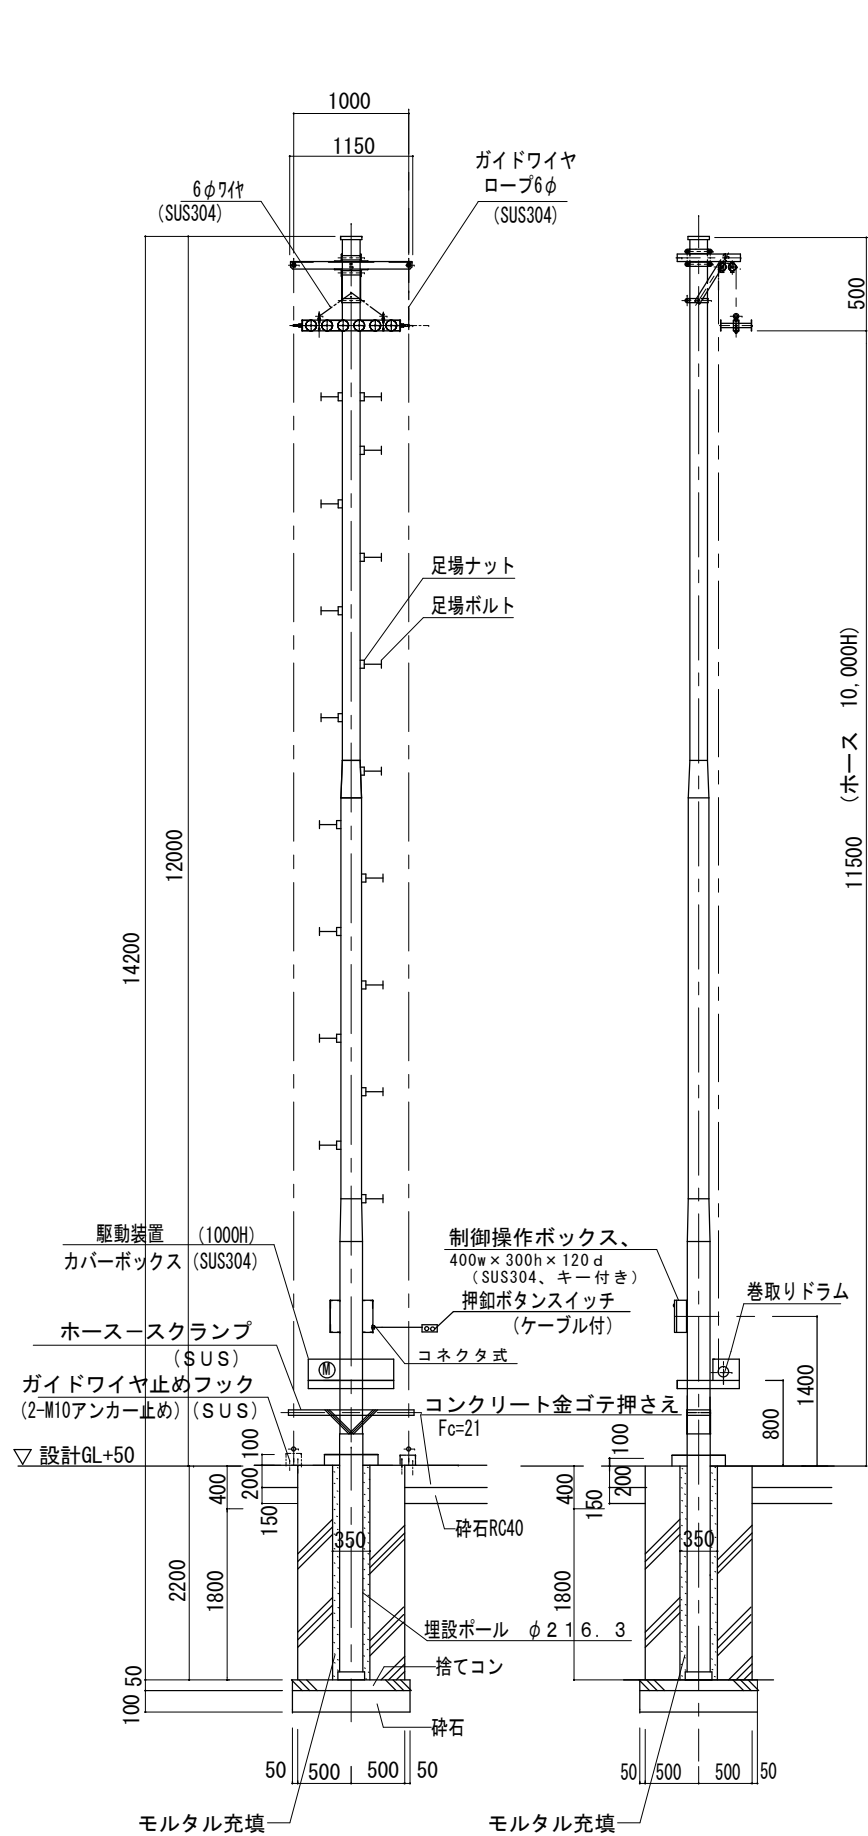 1000
1150
6φワイヤ
(SUS304)
ガイドワイヤ
ロープ6φ
(SUS304)
500
足場ナット
足場ボルト
12000
14200
11500 (ホース 10,000H)
駆動装置 (1000H)
カバーボックス (SUS304)
制御操作ボックス、
400w×300h×120d
(SUS304、キー付き)
押釦ボタンスイッチ
(ケーブル付)
コネクタ式
巻取りドラム
M
ホースースクランプ
(SUS)
ガイドワイヤ止めフック
(2-M10アンカー止め)(SUS)
コンクリート金ゴテ押さえ
Fc=21
1400
800
▽ 設計GL+50
100
200
150
400
1800
2200
350
砕石RC40
100
200
150
400
1800
350
埋設ポール φ216.3
捨てコン
砕石
50
100
50 500 500 50
50 500 500 50
モルタル充填
モルタル充填